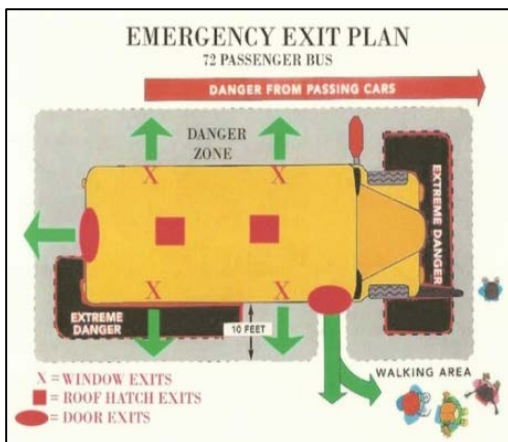 EMERGENCY EXIT PLAN
72 PASSENGER BUS
DANGER FROM PASSING CARS
DANGER
ZONE
X
X
EXTREME DANGER
X
X
EXTREME
DANGER
10 FEET
WALKING AREA
X = WINDOW EXITS
= ROOF HATCH EXITS
= DOOR EXITS